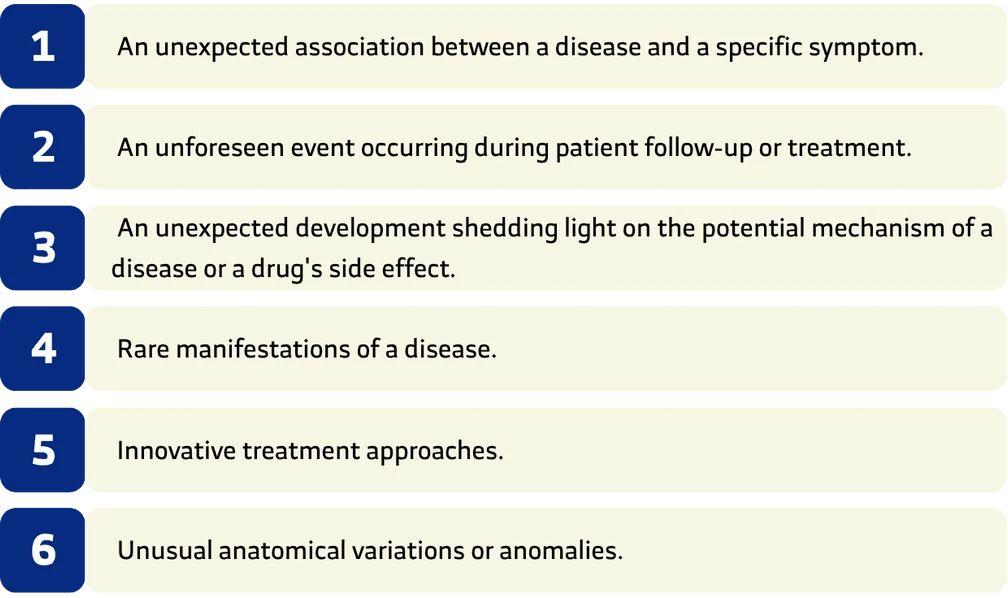 1 An unexpected association between a disease and a specific symptom.
2 An unforeseen event occurring during patient follow-up or treatment.
3 An unexpected development shedding light on the potential mechanism of a
disease or a drug's side effect.
4 Rare manifestations of a disease.
5 Innovative treatment approaches.
6 Unusual anatomical variations or anomalies.